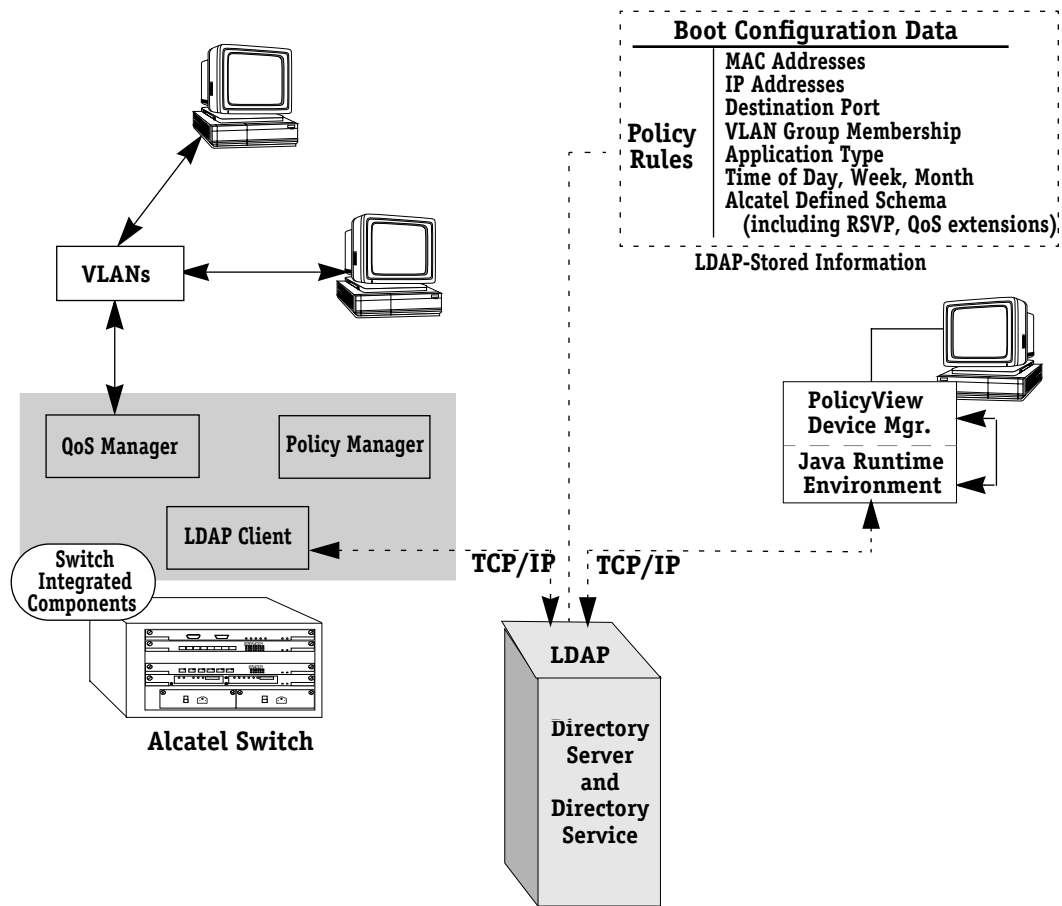 Boot Configuration Data
Policy
Rules
MAC Addresses
IP Addresses
Destination Port
VLAN Group Membership
Application Type
Time of Day, Week, Month
Alcatel Defined Schema
(including RSVP, QoS extensions)
LDAP-Stored Information
VLANs
QoS Manager
Policy Manager
LDAP Client
Switch
Integrated
Components
Alcatel Switch
PolicyView
Device Mgr.
Java Runtime
Environment
TCP/IP
TCP/IP
LDAP
Directory
Server
and
Directory
Service